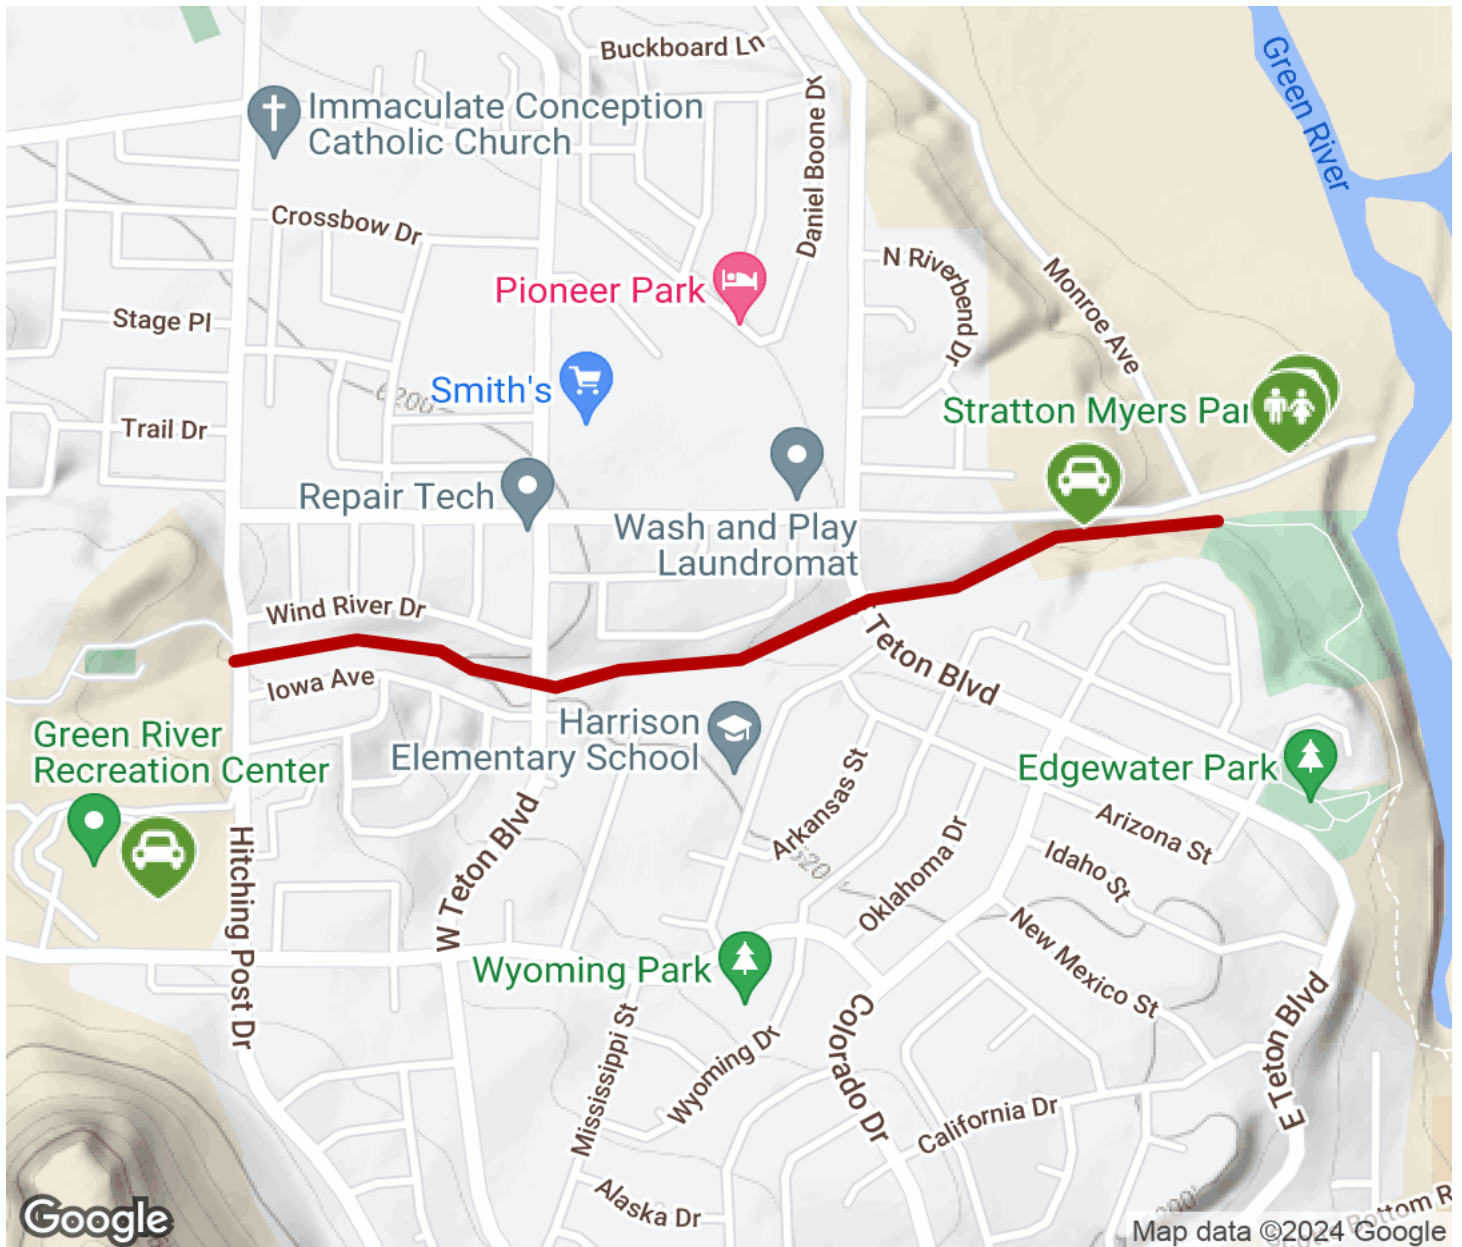 Buckboard Ln
Green River
Immaculate Conception
Catholic Church
Daniel Boone Dr
Crossbow Dr
N Riverbend Dr
Monroe Ave
Pioneer Park
Stage Pl
Smith's
6200
Stratton Myers Par
Trail Dr
Repair Tech
Wash and Play
Laundromat
Wind River Dr
Iowa Ave
Teton Blvd
Green River
Recreation Center
Harrison
Elementary School
Edgewater Park
Arkansas St
Arizona St
Oklahoma Dr
Idaho St
W Teton Blvd
Hitching Post Dr
New Mexico St
Wyoming Park
Mississippi St
Wyoming Dr
Colorado Dr
E Teton Blvd
California Dr
Alaska Dr
Google
Map data ©2024 Google